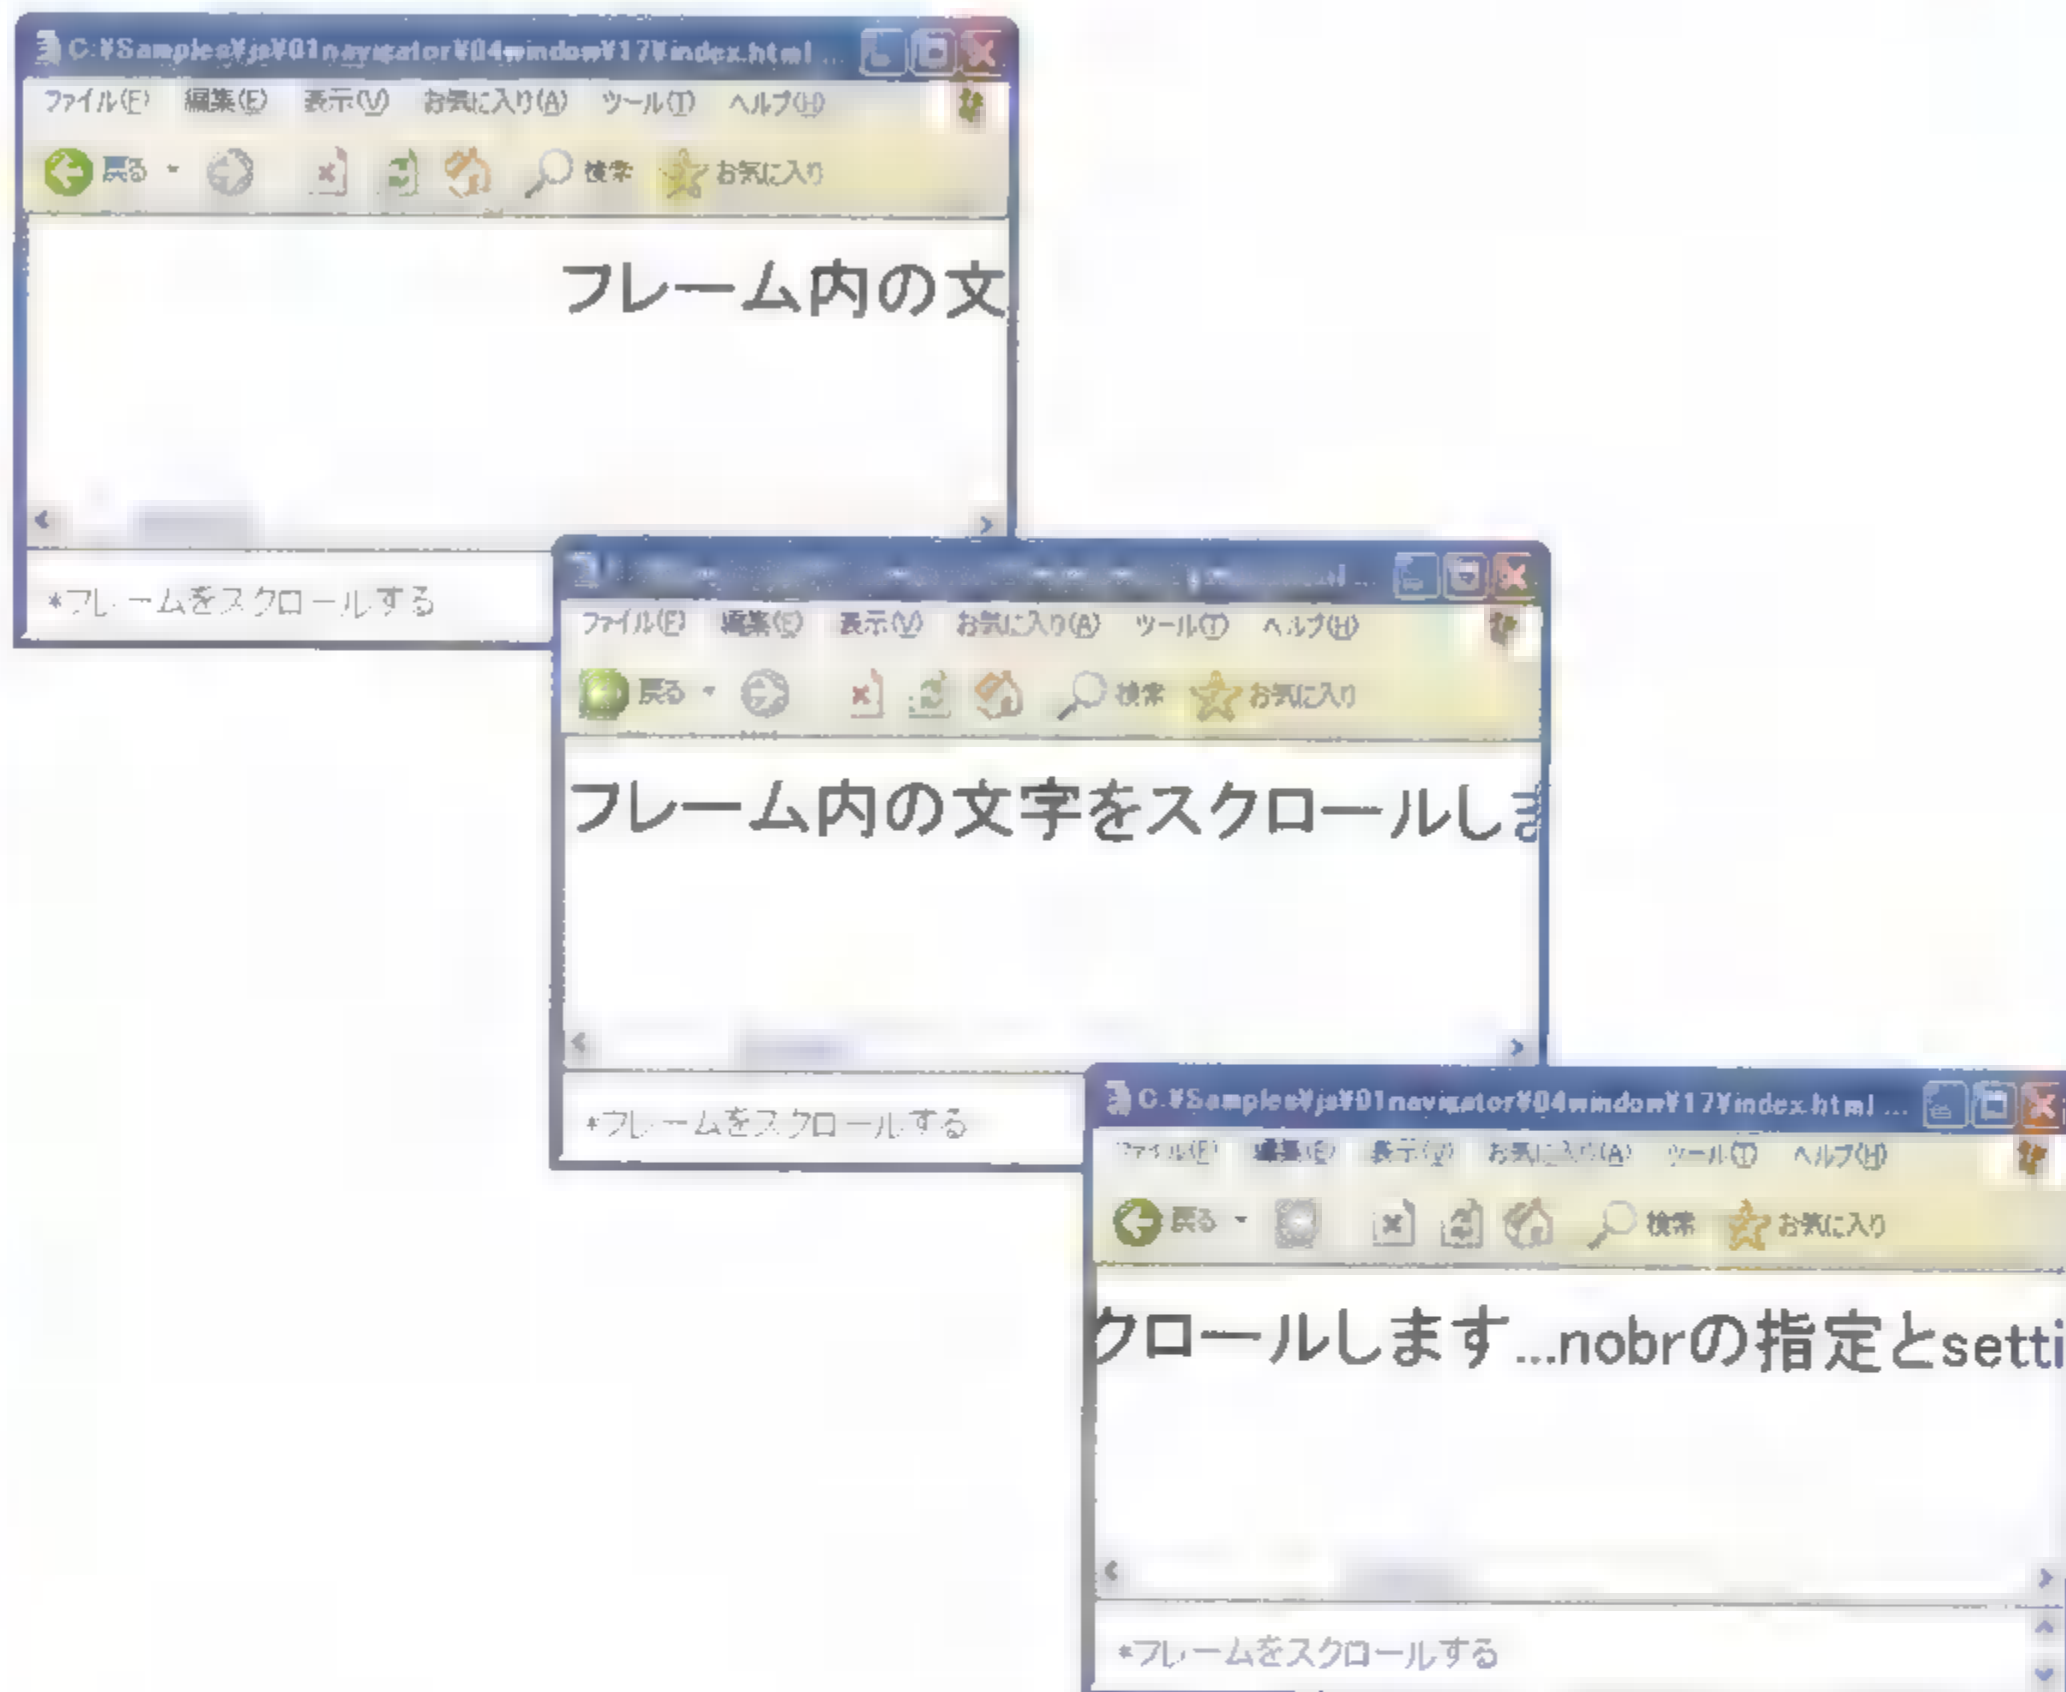 C:¥Samples¥js¥01navigator¥04window¥17¥index.html ...
ファイル(F) 編集(E) 表示(V) お気に入り(A) ツール(T) ヘルプ(H)
戻る 検索 お気に入り
フレーム内の文
*フレームをスクロールする
ファイル(F) 編集(E) 表示(V) お気に入り(A) ツール(T) ヘルプ(H)
戻る 検索 お気に入り
フレーム内の文字をスクロールしま
*フレームをスクロールする
C:¥Samples¥js¥01navigator¥04window¥17¥index.html ...
ファイル(F) 編集(E) 表示(V) お気に入り(A) ツール(T) ヘルプ(H)
戻る 検索 お気に入り
クロールします...nobrの指定とsetti
*フレームをスクロールする